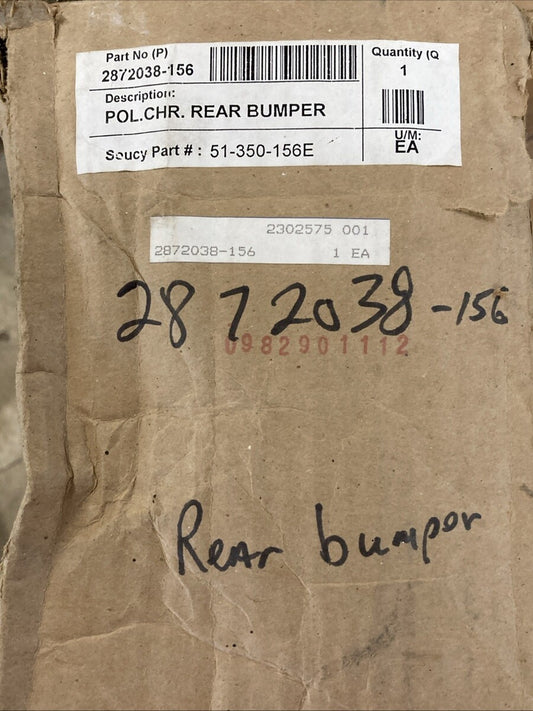 Part No (P)
2872038-156
Quantity (Q
1
Description:
POL.CHR. REAR BUMPER
U/M:
EA
Soucy Part # : 51-350-156E
2302575 001
2872038-156 1 EA
2872038-156
0982901112
Rear bumper